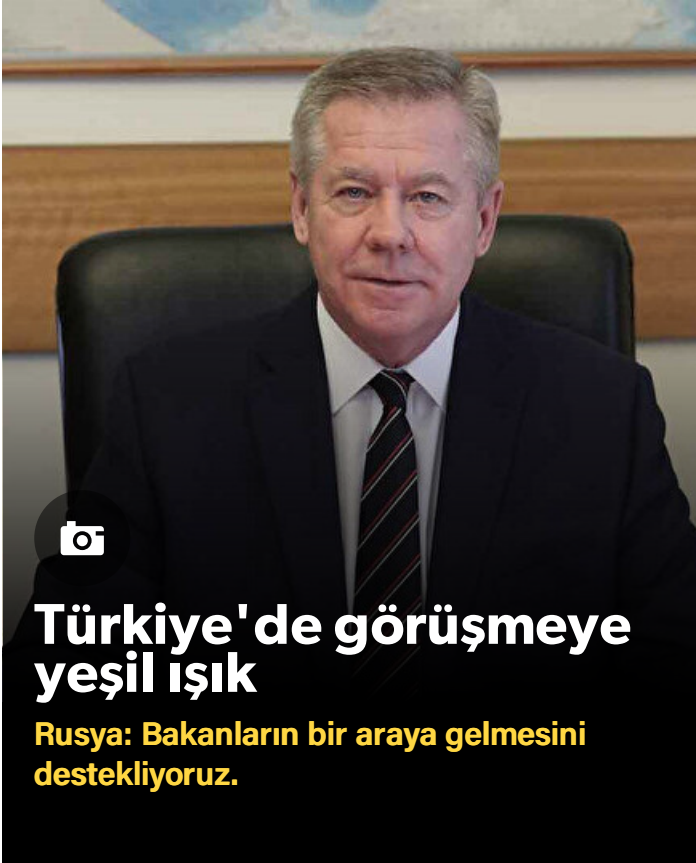 Türkiye'de görüşmeye
yeşil ışık
Rusya: Bakanların bir araya gelmesini
destekliyoruz.